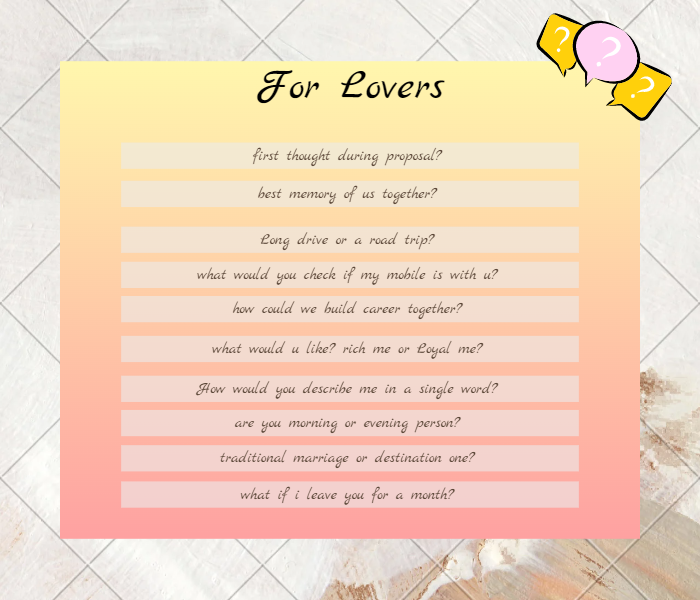 For Lovers
first thought during proposal?
best memory of us together?
Long drive or a road trip?
what would you check if my mobile is with u?
how could we build career together?
what would u like? rich me or Loyal me?
How would you describe me in a single word?
are you morning or evening person?
traditional marriage or destination one?
what if i leave you for a month?